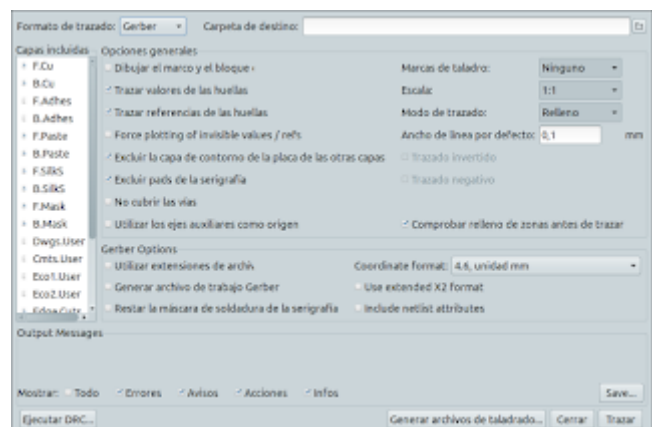 Formato de trazado: Gerber Carpeta de destino:
Capas incluidas Opciones generales
F.Cu
B.Cu
F.Adhes
B.Adhes
F.Paste
B.Paste
F.SilkS
B.SilkS
F.Mask
B.Mask
Dwgs.User
Cmts.User
Eco1.User
Eco2.User
Edge.Cuts
Dibujar el marco y el bloque
Trazar valores de las huellas
Trazar referencias de las huellas
Force plotting of invisible values / refs
Excluir la capa de contorno de la placa de las otras capas
Excluir pads de la serigrafía
No cubrir las vías
Utilizar los ejes auxiliares como origen
Marcas de taladro: Ninguno
Escala: 1:1
Modo de trazado: Relleno
Ancho de línea por defecto: 0,1 mm
Trazado invertido
Trazado negativo
Comprobar relleno de zonas antes de trazar
Gerber Options
Utilizar extensiones de archiv
Generar archivo de trabajo Gerber
Restar la máscara de soldadura de la serigrafía
Coordinate format: 4.6, unidad mm
Use extended X2 format
Include netlist attributes
Output Messages
Mostrar: Todo Errores Avisos Acciones Infos
Save...
Ejecutar DRC... Generar archivos de taladrado... Cerrar Trazar